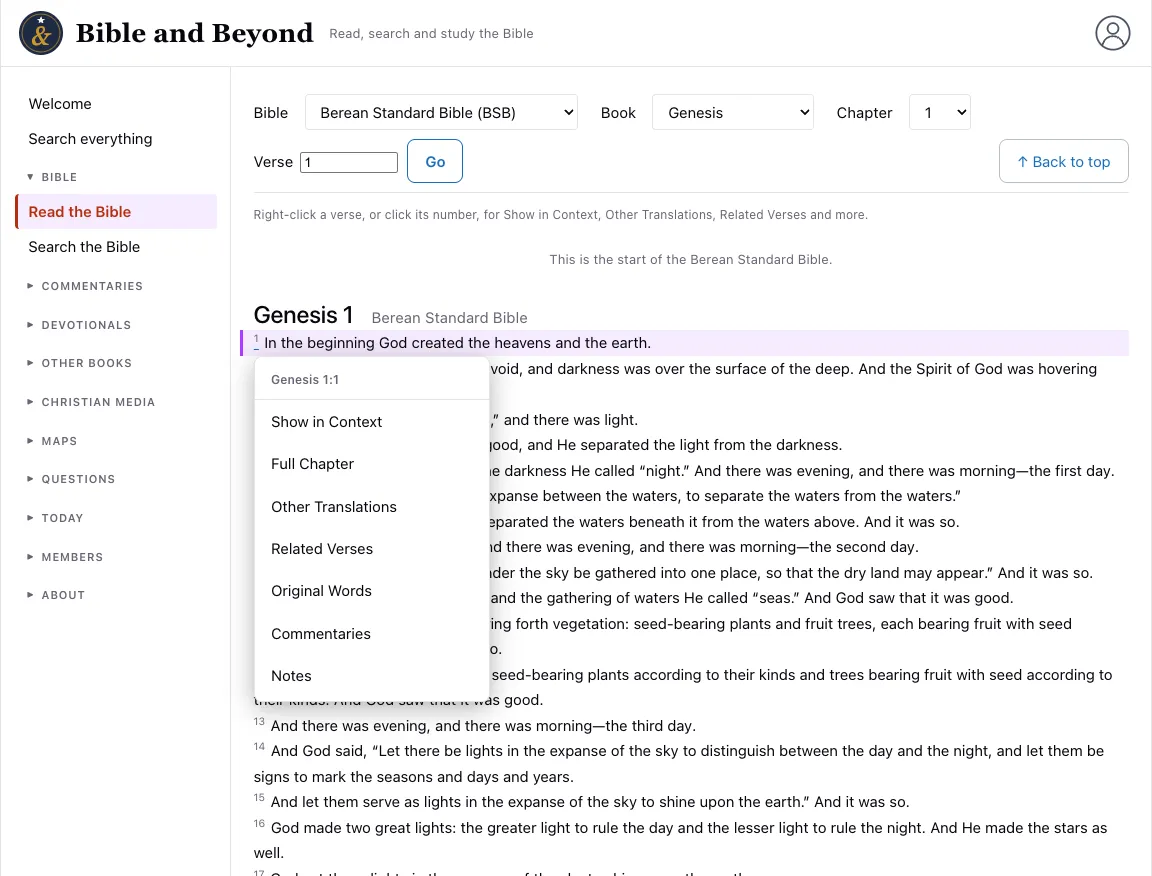 &
Bible and Beyond
Read, search and study the Bible
Welcome
Search everything
▼ BIBLE
Read the Bible
Search the Bible
► COMMENTARIES
► DEVOTIONALS
► OTHER BOOKS
► CHRISTIAN MEDIA
► MAPS
► QUESTIONS
► TODAY
► MEMBERS
► ABOUT
Bible Berean Standard Bible (BSB) Book Genesis Chapter 1
Verse 1 Go ↑ Back to top
Right-click a verse, or click its number, for Show in Context, Other Translations, Related Verses and more.
This is the start of the Berean Standard Bible.
Genesis 1 Berean Standard Bible
1 In the beginning God created the heavens and the earth.
Genesis 1:1
Show in Context
Full Chapter
Other Translations
Related Verses
Original Words
Commentaries
Notes
void, and darkness was over the surface of the deep. And the Spirit of God was hovering
,” and there was light.
good, and He separated the light from the darkness.
darkness He called “night.” And there was evening, and there was morning—the first day.
expanse between the waters, to separate the waters from the waters.”
separated the waters beneath it from the waters above. And it was so.
there was evening, and there was morning—the second day.
the sky be gathered into one place, so that the dry land may appear.” And it was so.
and the gathering of waters He called “seas.” And God saw that it was good.
forth vegetation: seed-bearing plants and fruit trees, each bearing fruit with seed
seed-bearing plants according to their kinds and trees bearing fruit with seed according to
was good.
13 And there was evening, and there was morning—the third day.
14 And God said, “Let there be lights in the expanse of the sky to distinguish between the day and the night, and let them be
signs to mark the seasons and days and years.
15 And let them serve as lights in the expanse of the sky to shine upon the earth.” And it was so.
16 God made two great lights: the greater light to rule the day and the lesser light to rule the night. And He made the stars as
well.
17